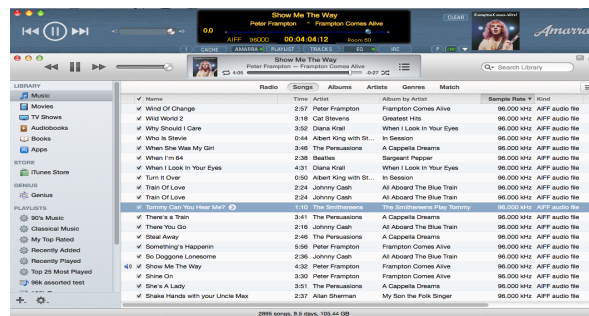 Show Me The Way
Peter Frampton - Frampton Comes Alive
0.0
AIFF 96000 00:04:04:12 Room 50
CLEAR
Frampton Comes Alive
Amarra
CACHE AMARRA PLAYLIST TRACKS EQ IRC
Show Me The Way
Peter Frampton — Frampton Comes Alive
4:05 -0:27
Search Library
Radio Songs Albums Artists Genres Match
LIBRARY
Music
Movies
TV Shows
Audiobooks
Books
Apps
STORE
iTunes Store
GENIUS
Genius
PLAYLISTS
90's Music
Classical Music
My Top Rated
Recently Added
Recently Played
Top 25 Most Played
96k assorted test
Name Time Artist Album by Artist Sample Rate Kind
Wind Of Change 2:57 Peter Frampton Frampton Comes Alive 96.000 kHz AIFF audio file
Wild World 2 3:18 Cat Stevens Greatest Hits 96.000 kHz AIFF audio file
Why Should I Care 3:52 Diana Krall When I Look In Your Eyes 96.000 kHz AIFF audio file
Who Is Stevie 0:44 Albert King with St... In Session 96.000 kHz AIFF audio file
When She Was My Girl 3:46 The Persuasions A Cappella Dreams 96.000 kHz AIFF audio file
When I'm 64 2:38 Beatles Sargeant Pepper 96.000 kHz AIFF audio file
When I Look In Your Eyes 4:31 Diana Krall When I Look In Your Eyes 96.000 kHz AIFF audio file
Turn It Over 0:50 Albert King with St... In Session 96.000 kHz AIFF audio file
Train Of Love 2:24 Johnny Cash All Aboard The Blue Train 96.000 kHz AIFF audio file
Train Of Love 2:24 Johnny Cash All Aboard The Blue Train 96.000 kHz AIFF audio file
Tommy Can You Hear Me? 1:10 The Smithereens The Smithereens Play Tommy 96.000 kHz AIFF audio file
There's a Train 3:41 The Persuasions A Cappella Dreams 96.000 kHz AIFF audio file
There You Go 2:16 Johnny Cash All Aboard The Blue Train 96.000 kHz AIFF audio file
Steal Away 2:46 The Persuasions A Cappella Dreams 96.000 kHz AIFF audio file
Something's Happenin 5:56 Peter Frampton Frampton Comes Alive 96.000 kHz AIFF audio file
So Doggone Lonesome 2:36 Johnny Cash All Aboard The Blue Train 96.000 kHz AIFF audio file
Show Me The Way 4:32 Peter Frampton Frampton Comes Alive 96.000 kHz AIFF audio file
Shine On 3:30 Peter Frampton Frampton Comes Alive 96.000 kHz AIFF audio file
She's A Lady 3:51 The Persuasions A Cappella Dreams 96.000 kHz AIFF audio file
Shake Hands with your Uncle Max 2:37 Allan Sherman My Son the Folk Singer 96.000 kHz AIFF audio file
2895 songs, 9.5 days, 105.44 GB